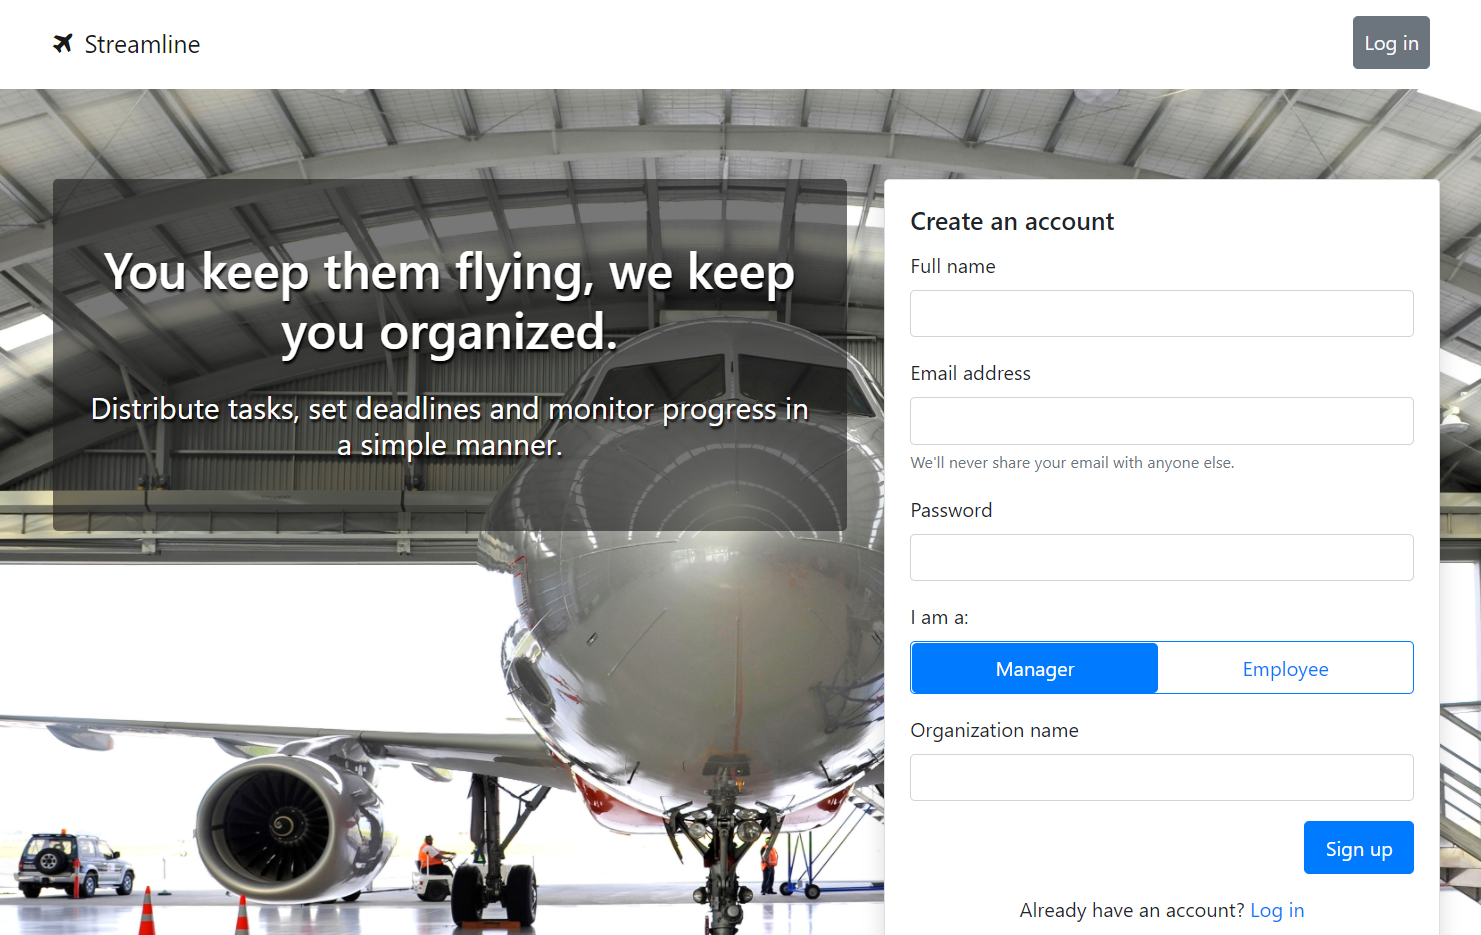 Streamline
Log in
You keep them flying, we keep
you organized.
Distribute tasks, set deadlines and monitor progress in
a simple manner.
Create an account
Full name
Email address
We'll never share your email with anyone else.
Password
I am a:
Manager
Employee
Organization name
Sign up
Already have an account? Log in